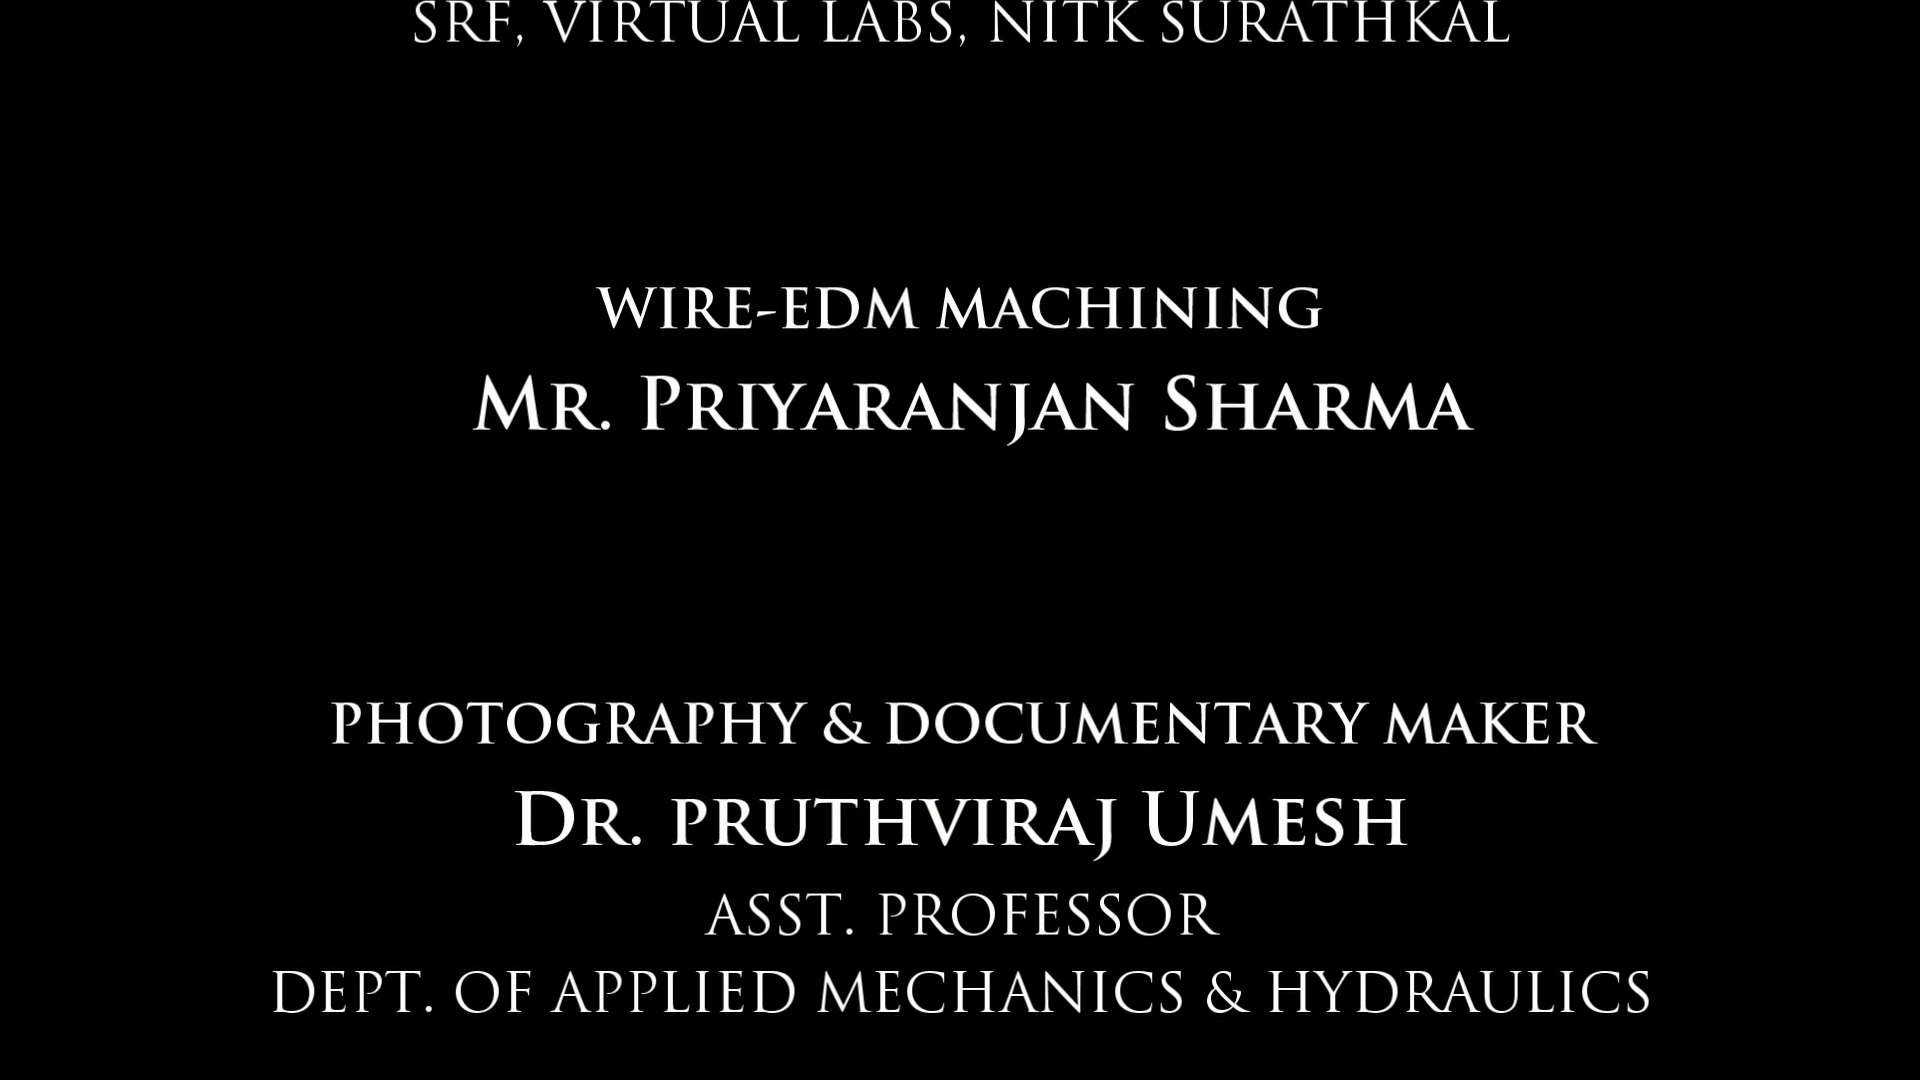 SRF, VIRTUAL LABS, NITK SURATHKAL
WIRE-EDM MACHINING
MR. PRIYARANJAN SHARMA
PHOTOGRAPHY & DOCUMENTARY MAKER
DR. PRUTHVIRAJ UMESH
ASST. PROFESSOR
DEPT. OF APPLIED MECHANICS & HYDRAULICS